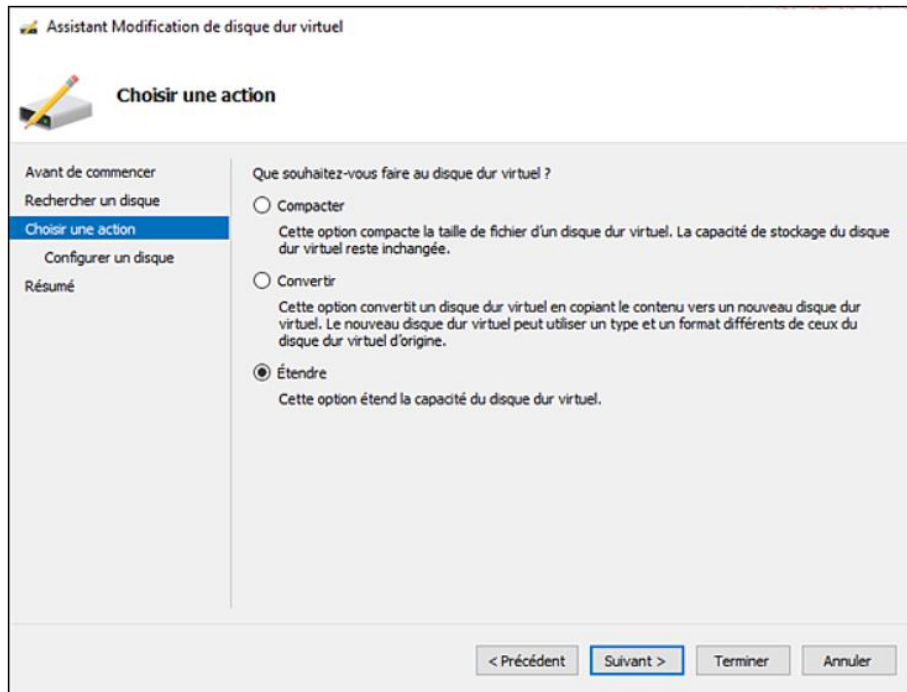 Assistant Modification de disque dur virtuel
Choisir une action
Avant de commencer
Rechercher un disque
Choisir une action
Configurer un disque
Résumé
Que souhaitez-vous faire au disque dur virtuel ?
Compacter
Cette option compacte la taille de fichier d'un disque dur virtuel. La capacité de stockage du disque
dur virtuel reste inchangée.
Convertir
Cette option convertit un disque dur virtuel en copiant le contenu vers un nouveau disque dur
virtuel. Le nouveau disque dur virtuel peut utiliser un type et un format différents de ceux du
disque dur virtuel d'origine.
Étendre
Cette option étend la capacité du disque dur virtuel.
< Précédent
Suivant >
Terminer
Annuler